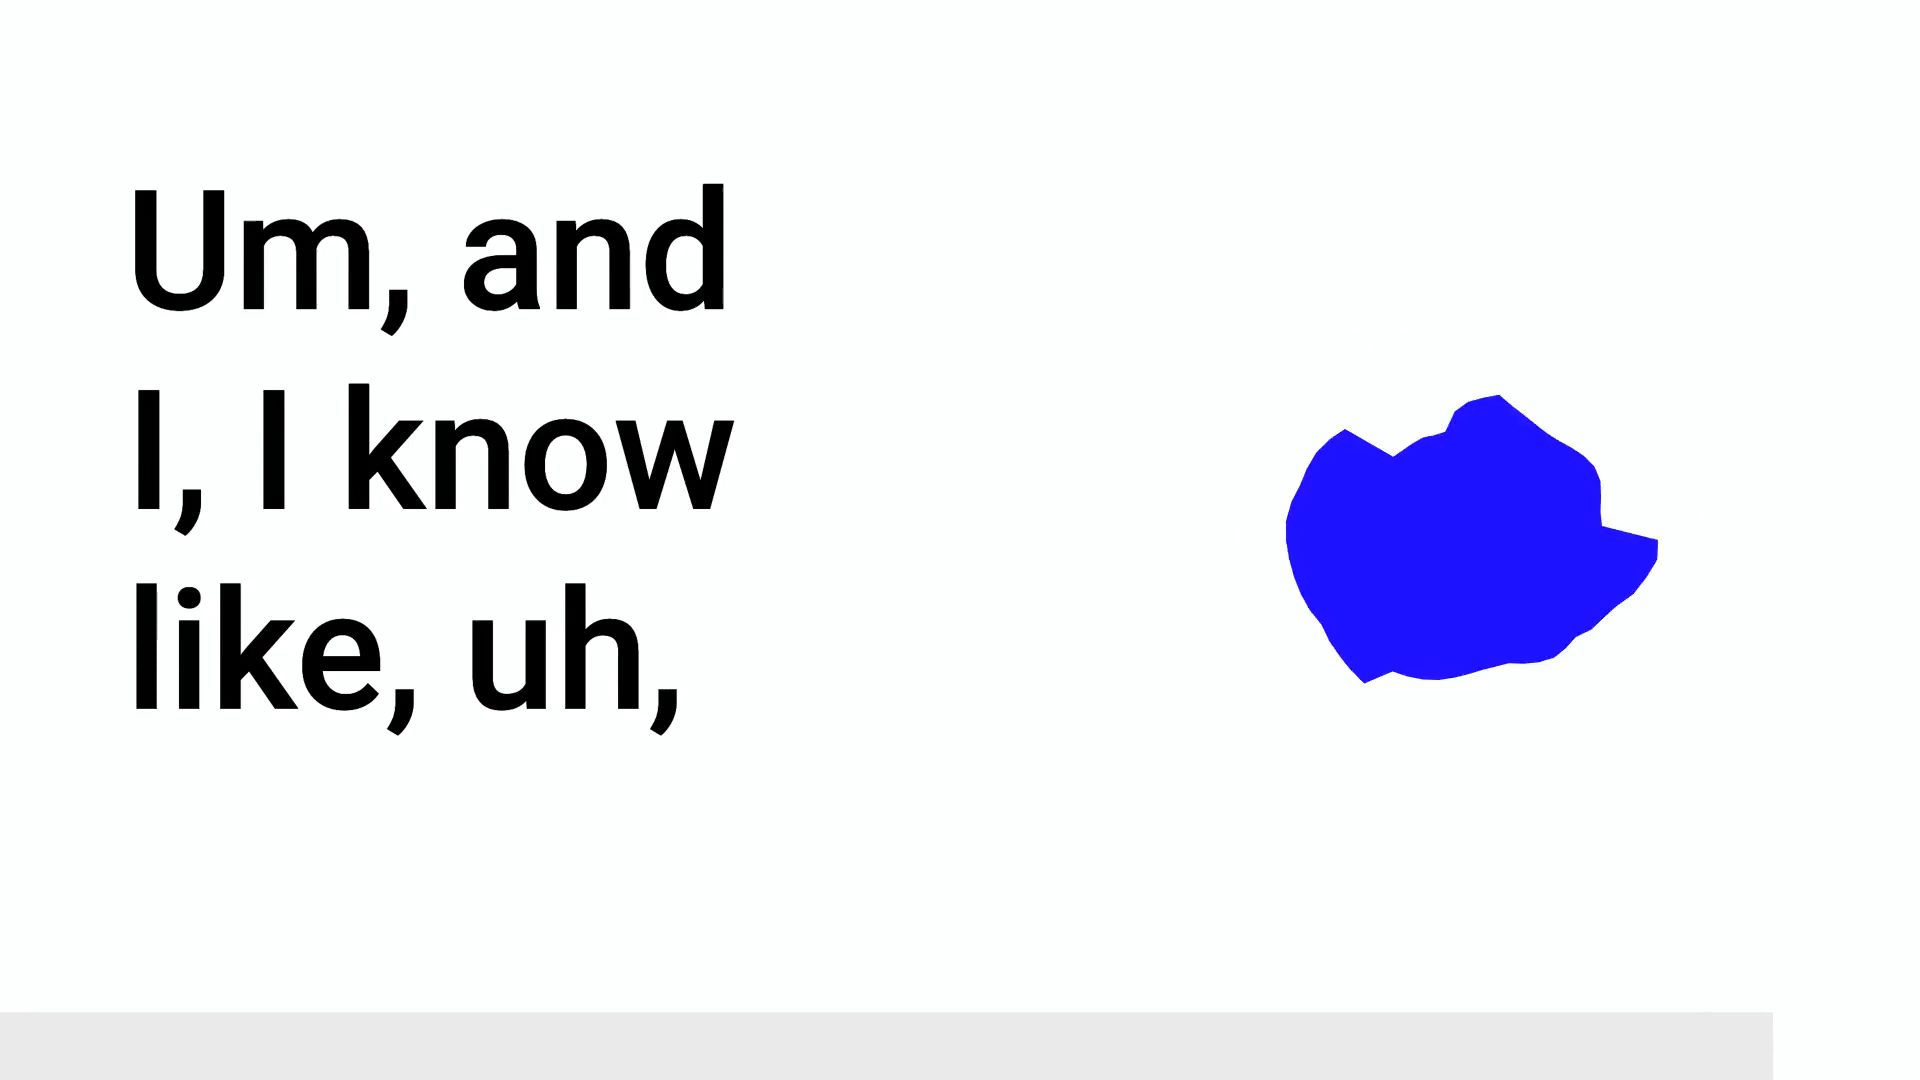 Um, and
I, I know
like, uh,